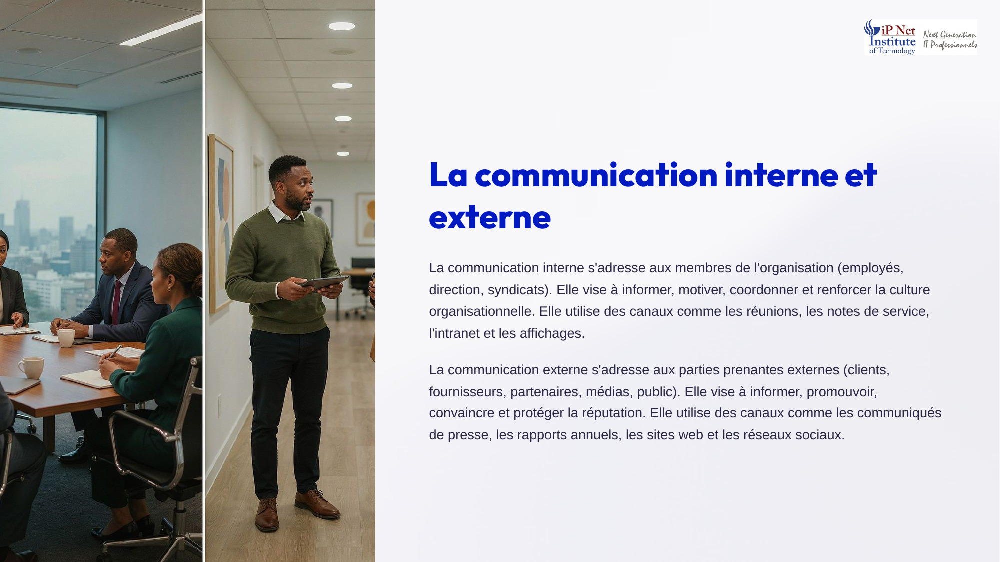 iP Net
Institute
of Technology
Next Generation
IT Professionnels
La communication interne et
externe
La communication interne s'adresse aux membres de l'organisation (employés,
direction, syndicats). Elle vise à informer, motiver, coordonner et renforcer la culture
organisationnelle. Elle utilise des canaux comme les réunions, les notes de service,
l'intranet et les affichages.
La communication externe s'adresse aux parties prenantes externes (clients,
fournisseurs, partenaires, médias, public). Elle vise à informer, promouvoir,
convaincre et protéger la réputation. Elle utilise des canaux comme les communiqués
de presse, les rapports annuels, les sites web et les réseaux sociaux.